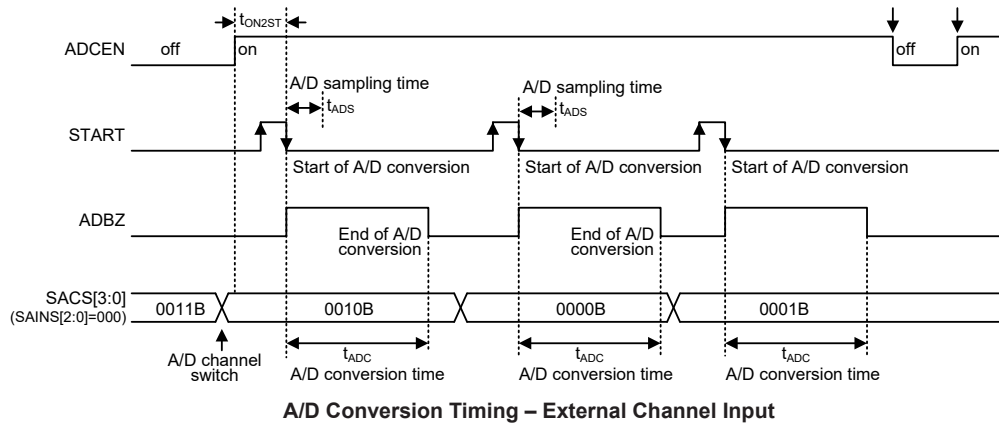 tON2ST
ADCEN
off
on
off
on
A/D sampling time
tADS
A/D sampling time
tADS
START
Start of A/D conversion
Start of A/D conversion
Start of A/D conversion
ADBZ
End of A/D
conversion
End of A/D
conversion
SACS[3:0]
(SAINS[2:0]=000)
0011B
0010B
0000B
0001B
A/D channel
switch
tADC
A/D conversion time
tADC
A/D conversion time
tADC
A/D conversion time
A/D Conversion Timing – External Channel Input